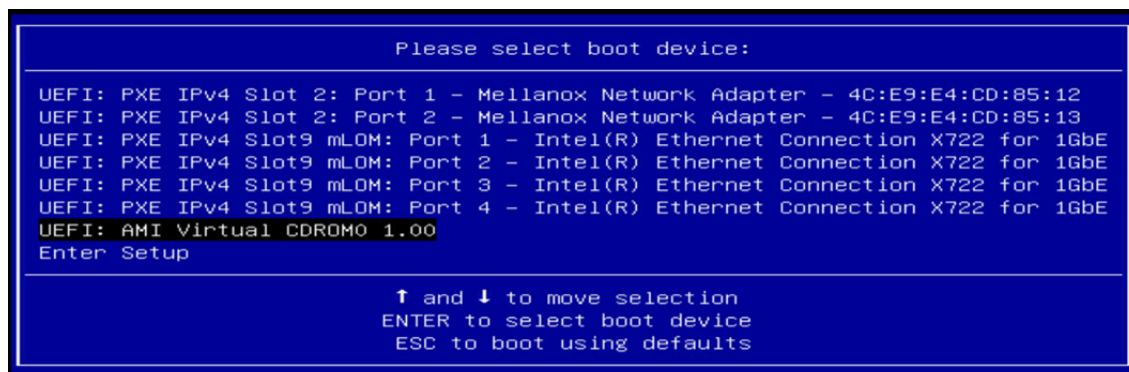 Please select boot device:
UEFI: PXE IPv4 Slot 2: Port 1 – Mellanox Network Adapter – 4C:E9:E4:CD:85:12
UEFI: PXE IPv4 Slot 2: Port 2 – Mellanox Network Adapter – 4C:E9:E4:CD:85:13
UEFI: PXE IPv4 Slot9 mLOM: Port 1 – Intel(R) Ethernet Connection X722 for 1GbE
UEFI: PXE IPv4 Slot9 mLOM: Port 2 – Intel(R) Ethernet Connection X722 for 1GbE
UEFI: PXE IPv4 Slot9 mLOM: Port 3 – Intel(R) Ethernet Connection X722 for 1GbE
UEFI: PXE IPv4 Slot9 mLOM: Port 4 – Intel(R) Ethernet Connection X722 for 1GbE
UEFI: AMI Virtual CDROM0 1.00
Enter Setup
↑ and ↓ to move selection
ENTER to select boot device
ESC to boot using defaults